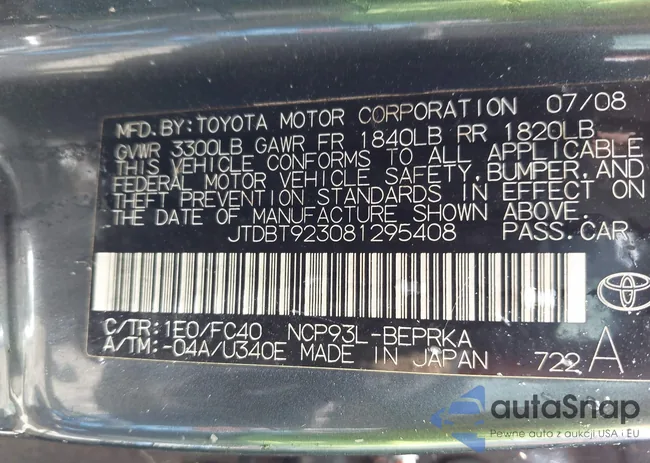 MFD. BY: TOYOTA MOTOR CORPORATION 07/08
GVWR 3300LB GAWR FR 1840LB RR 1820LB
THIS VEHICLE CONFORMS TO ALL APPLICABLE
FEDERAL MOTOR VEHICLE SAFETY, BUMPER, AND
THEFT PREVENTION STANDARDS IN EFFECT ON
THE DATE OF MANUFACTURE SHOWN ABOVE.
JTDBT923081295408 PASS. CAR
C/TR: 1E0/FC40 NCP93L-BEPRKA
A/TM: -04A/U340E MADE IN JAPAN 722 A
autaSnap
Pewne auto z aukcji USA i EU